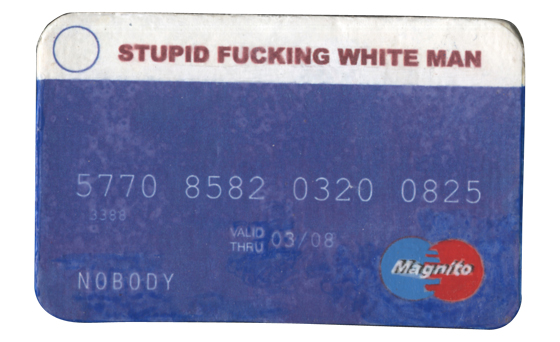 STUPID FUCKING WHITE MAN
5770 8582 0320 0825
3388
VALID THRU 03/08
NOBODY
Magnito